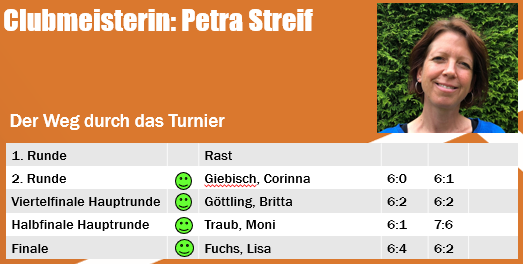 Clubmeisterin: Petra Streif
Der Weg durch das Turnier
1. Runde Rast
2. Runde Giebisch, Corinna 6:0 6:1
Viertelfinale Hauptrunde Göttling, Britta 6:2 6:2
Halbfinale Hauptrunde Traub, Moni 6:1 7:6
Finale Fuchs, Lisa 6:4 6:2